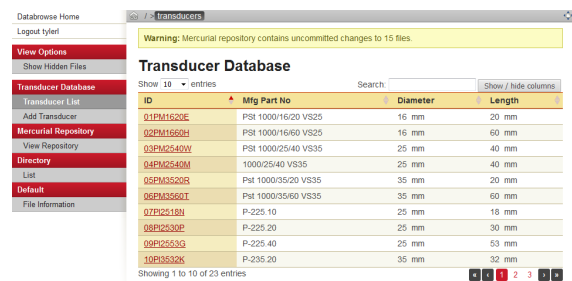 Databrowse Home
Logout tylerl
View Options
Show Hidden Files
Transducer Database
Transducer List
Add Transducer
Mercurial Repository
View Repository
Directory
List
Default
File Information
/ > transducers
Warning: Mercurial repository contains uncommitted changes to 15 files.
Transducer Database
Show 10 entries Search: Show / hide columns
ID Mfg Part No Diameter Length
01PM1620E PSt 1000/16/20 VS25 16 mm 20 mm
02PM1660H PSt 1000/16/60 VS25 16 mm 60 mm
03PM2540W PSt 1000/25/40 VS35 25 mm 40 mm
04PM2540M 1000/25/40 VS35 25 mm 40 mm
05PM3520R Pst 1000/35/20 VS35 35 mm 20 mm
06PM3560T Pst 1000/35/60 VS35 35 mm 60 mm
07PI2518N P-225.10 25 mm 18 mm
08PI2530P P-225.20 25 mm 30 mm
09PI2553G P-225.40 25 mm 53 mm
10PI3532K P-235.20 35 mm 32 mm
Showing 1 to 10 of 23 entries « ‹ 1 2 3 › »